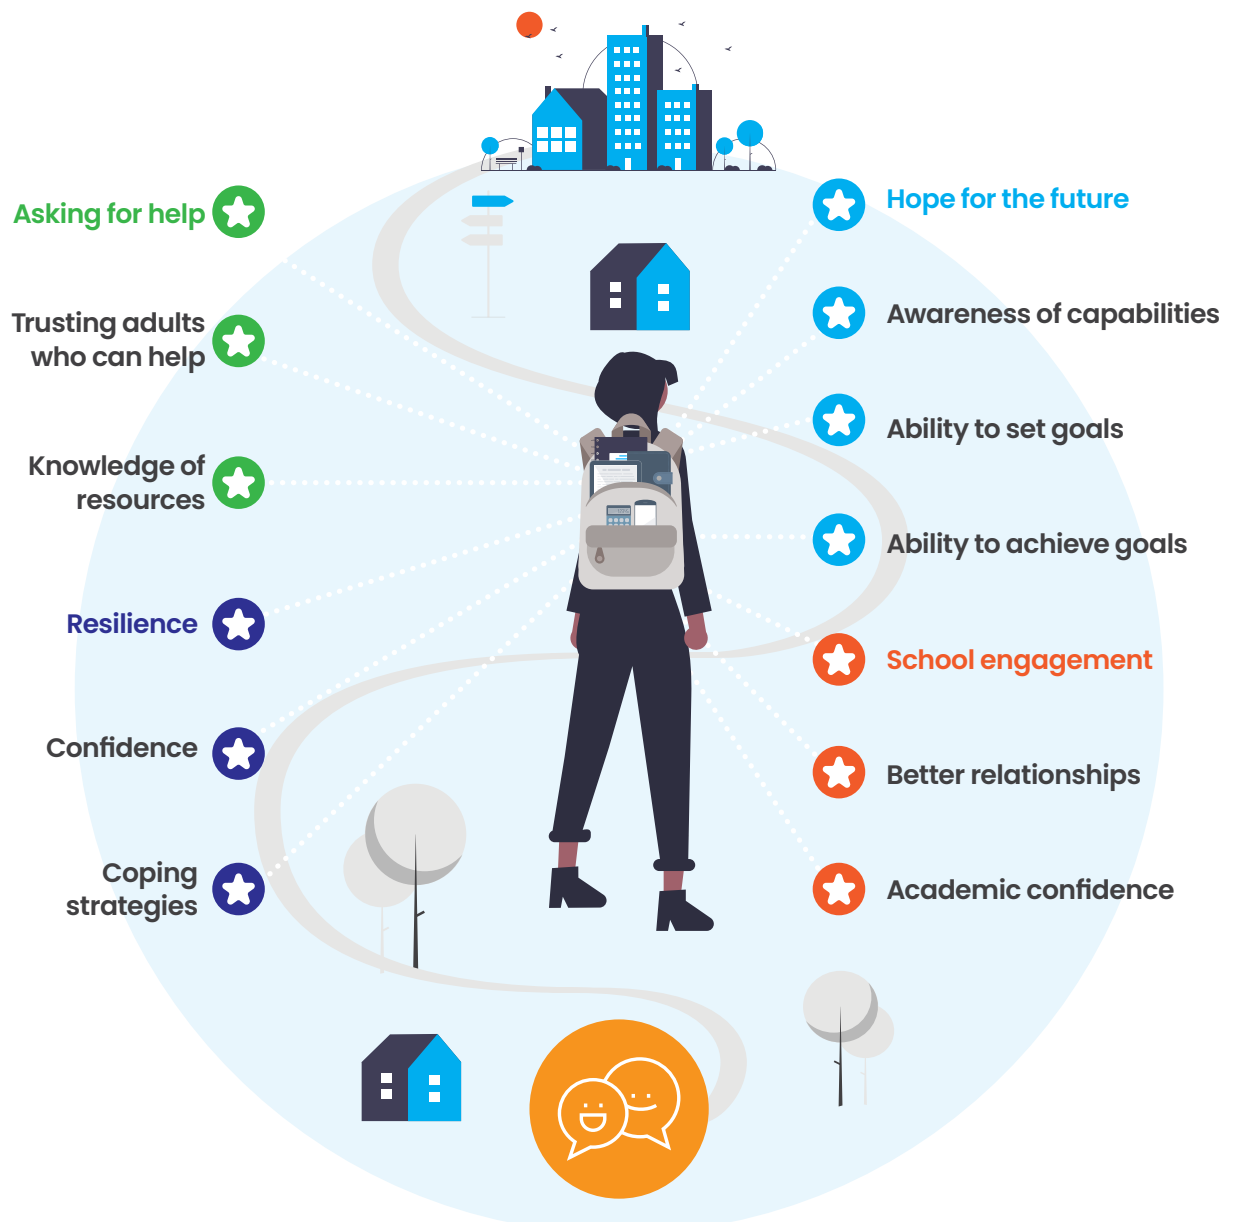 Asking for help
Trusting adults
who can help
Knowledge of
resources
Resilience
Confidence
Coping
strategies
Hope for the future
Awareness of capabilities
Ability to set goals
Ability to achieve goals
School engagement
Better relationships
Academic confidence